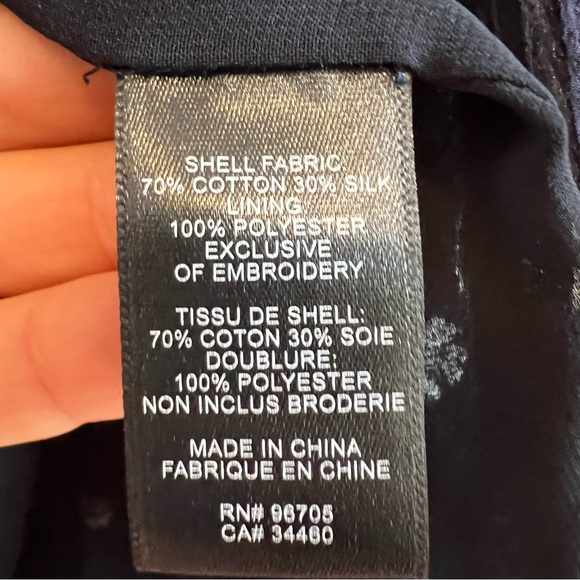 SHELL FABRIC
70% COTTON 30% SILK
LINING:
100% POLYESTER
EXCLUSIVE
OF EMBROIDERY
TISSU DE SHELL:
70% COTON 30% SOIE
DOUBLURE:
100% POLYESTER
NON INCLUS BRODERIE
MADE IN CHINA
FABRIQUE EN CHINE
RN# 96705
CA# 34460